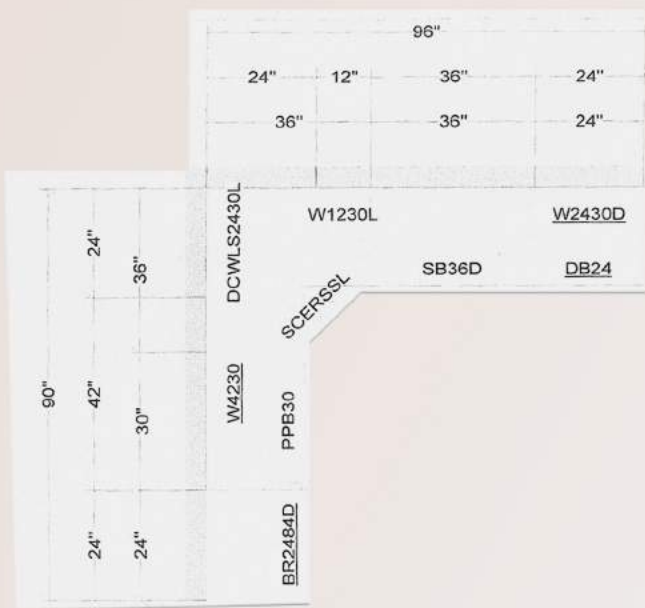 96"
24" 12" 36" 24"
36" 36" 24"
W1230L W2430D
DCWLS2430L
SB36D DB24
SCERSSL
24"
36"
90"
42"
30"
W4230
PPB30
24"
24"
BR2484D